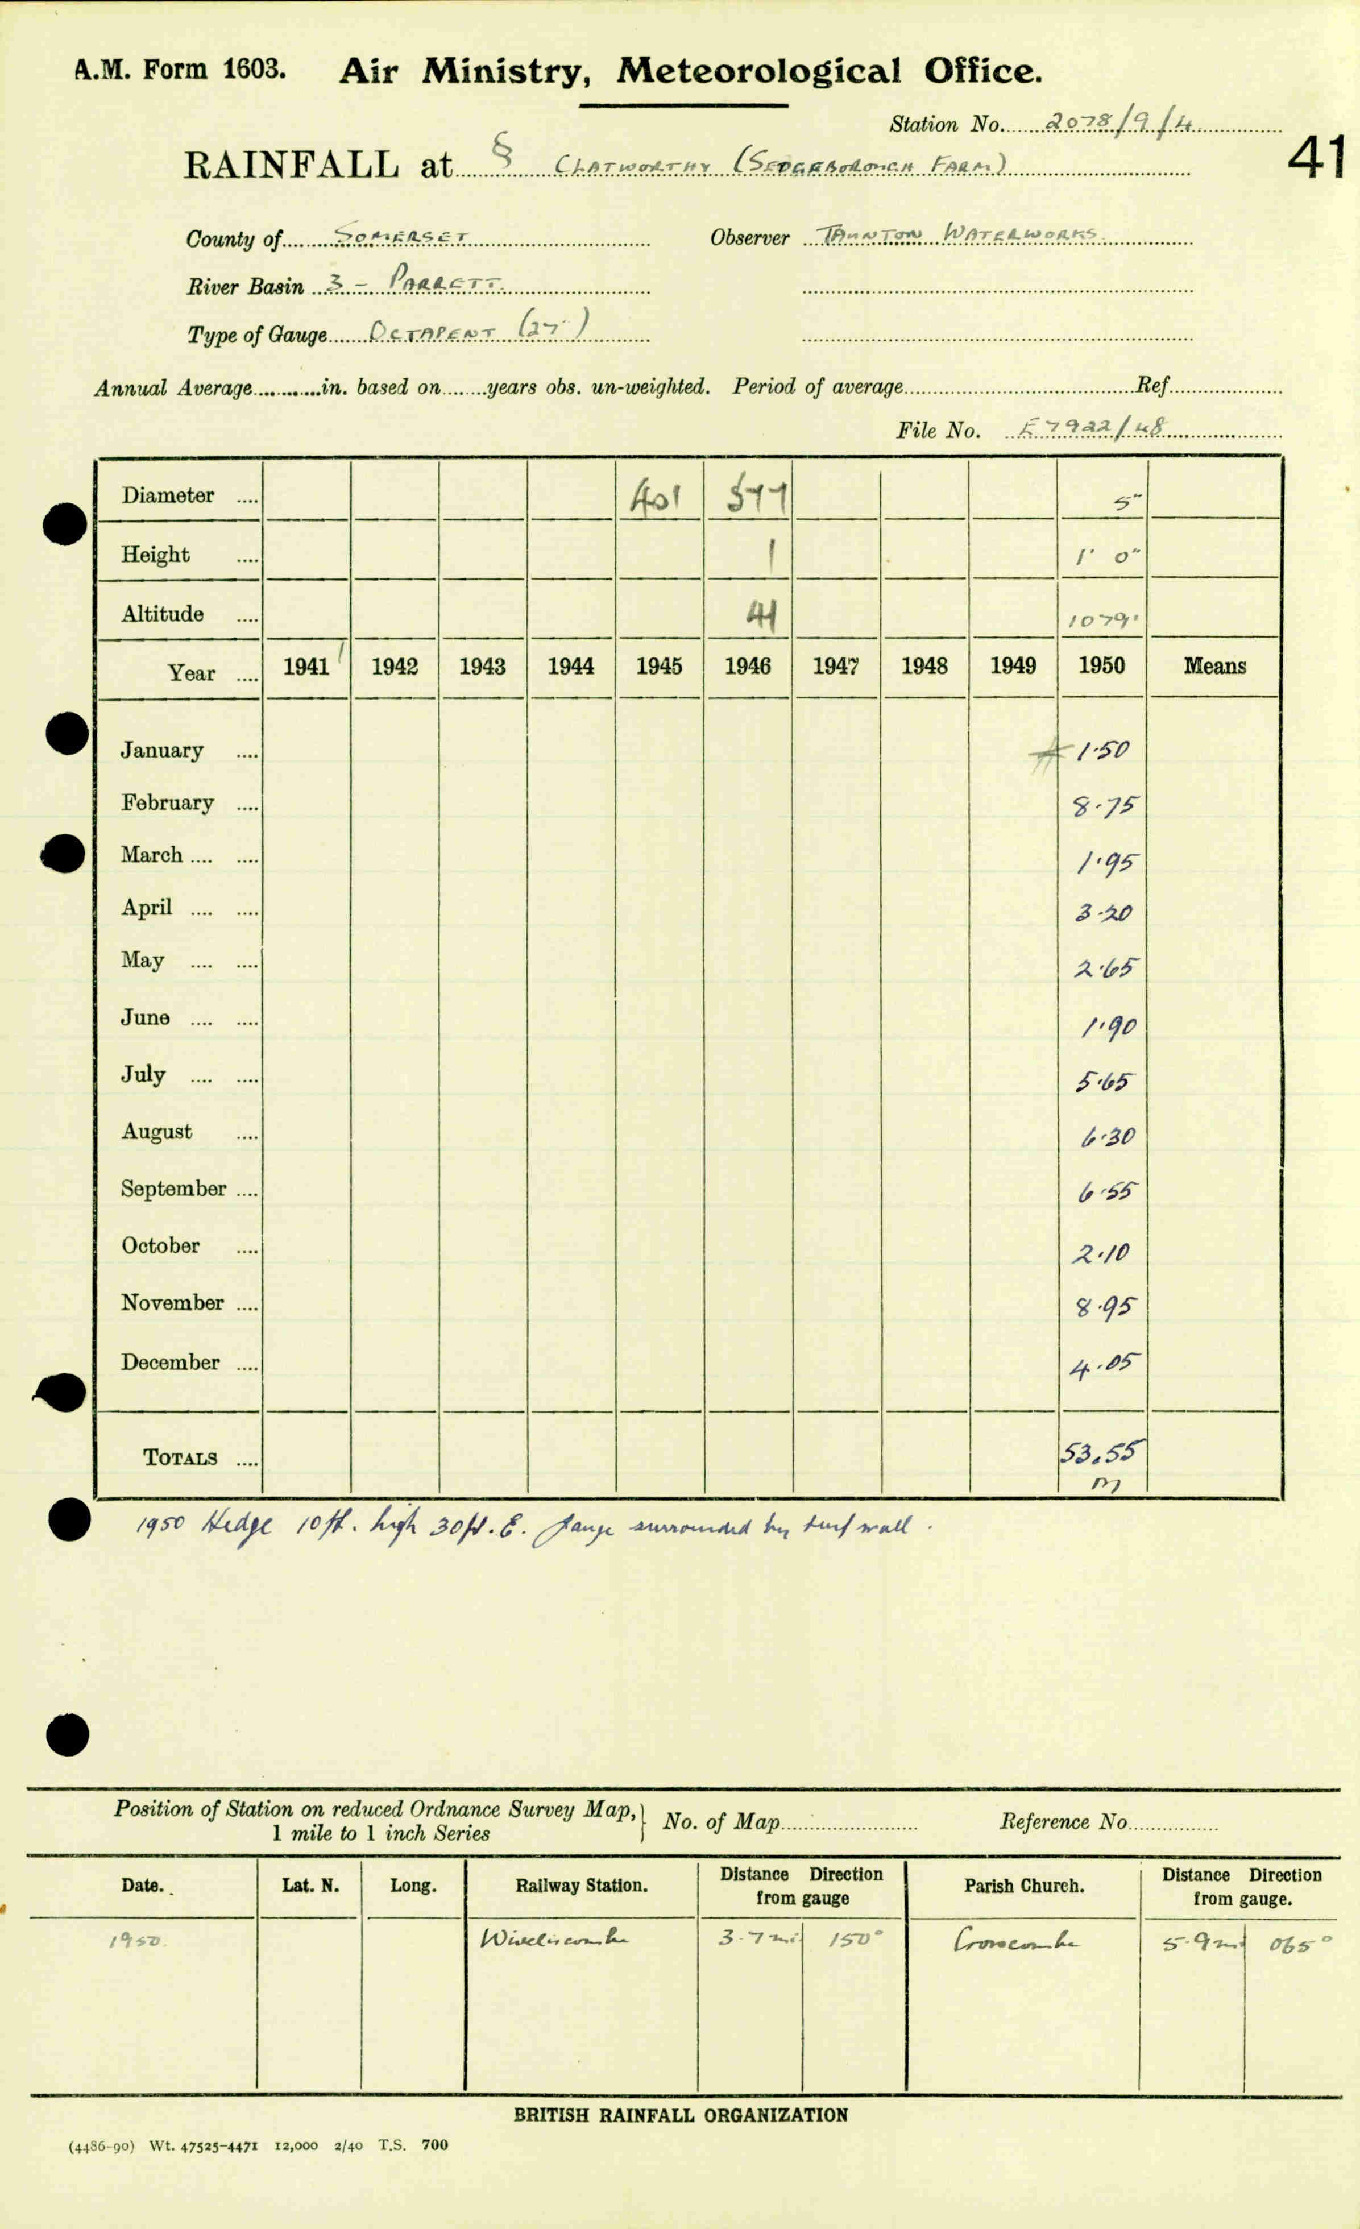 A.M. Form 1603. Air Ministry, Meteorological Office.
Station No. 2078/9/4
RAINFALL at § CLATWORTHY (SEDGEBOROUGH FARM)
41
County of SOMERSET Observer TAUNTON WATERWORKS.
River Basin 3 - PARRETT.
Type of Gauge OCTAPENT (27")
Annual Average in. based on years obs. un-weighted. Period of average Ref.
File No. E7922/48
Diameter 401 577 5"
Height 1 1' 0"
Altitude 41 1079'
Year 1941 1942 1943 1944 1945 1946 1947 1948 1949 1950 Means
January 1.50
February 8.75
March 1.95
April 3.20
May 2.65
June 1.90
July 5.65
August 6.30
September 6.55
October 2.10
November 8.95
December 4.05
TOTALS 53.55
m
1950 Hedge 10ft. high 30ft. E. Gauge surrounded by turf wall.
Position of Station on reduced Ordnance Survey Map, No. of Map Reference No.
1 mile to 1 inch Series
Date. Lat. N. Long. Railway Station. Distance Direction from gauge Parish Church. Distance Direction from gauge.
1950. Wiveliscombe 3.7 mi 150° 5.9 mi 065°
BRITISH RAINFALL ORGANIZATION
(4486-90) Wt. 47525-4471 12,000 2/40 T.S. 700